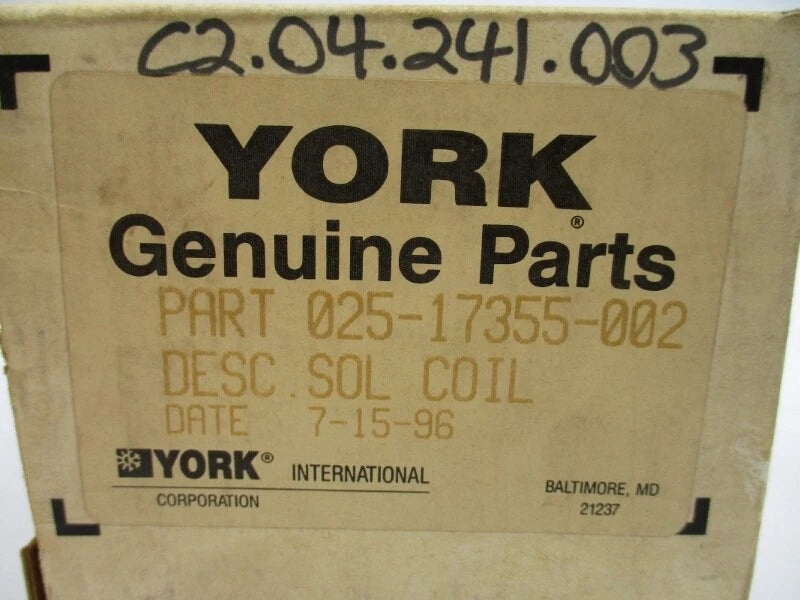 C2.04.241.003
YORK
Genuine Parts®
PART 025-17355-002
DESC. SOL COIL
DATE 7-15-96
YORK® INTERNATIONAL
CORPORATION
BALTIMORE, MD
21237